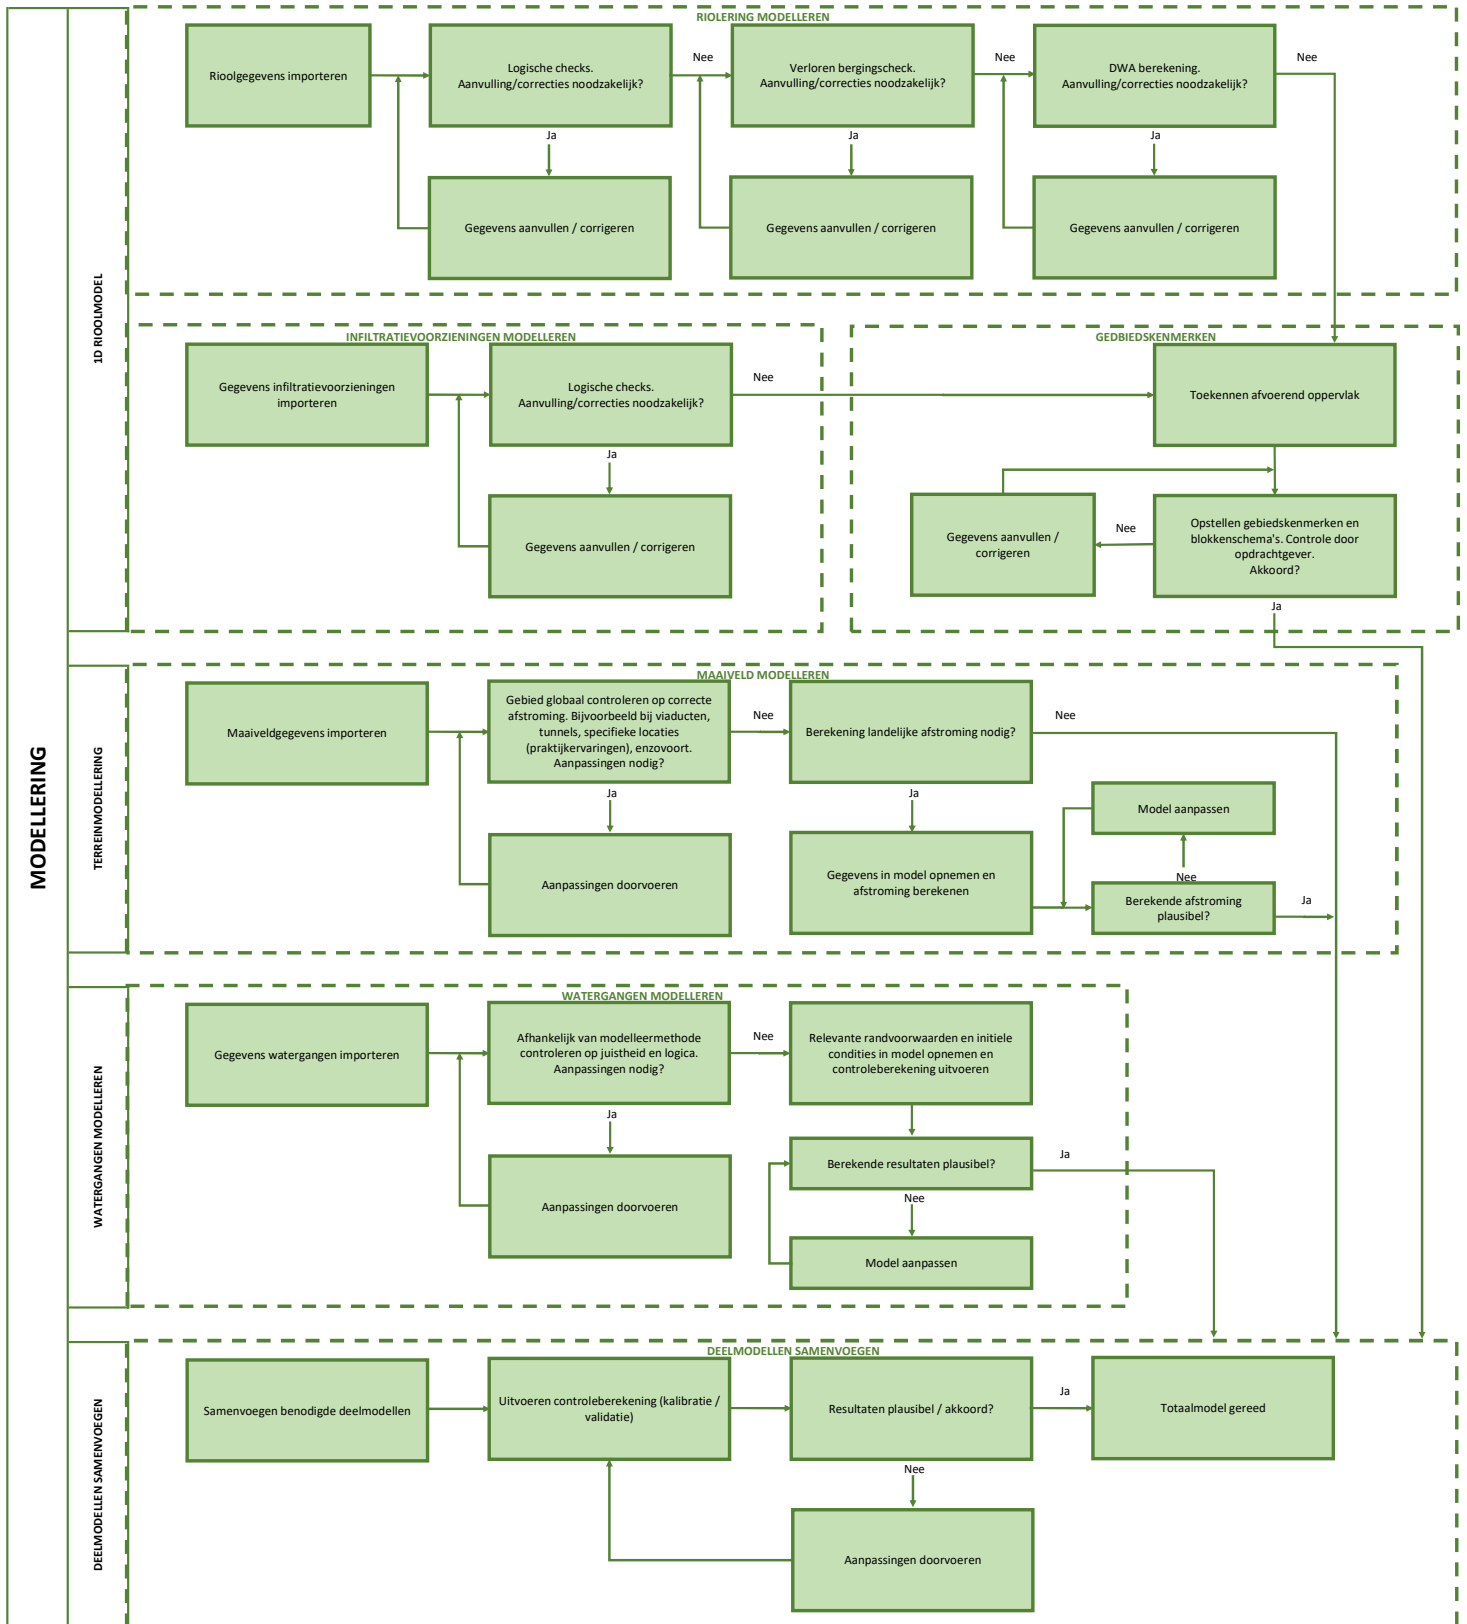 MODELLERING
1D RIOOLMODEL
RIOLERING MODELLEREN
Rioolgegevens importeren
Logische checks.
Aanvulling/correcties noodzakelijk?
Nee
Verloren bergingscheck.
Aanvulling/correcties noodzakelijk?
Nee
DWA berekening.
Aanvulling/correcties noodzakelijk?
Nee
Ja
Ja
Ja
Gegevens aanvullen / corrigeren
Gegevens aanvullen / corrigeren
Gegevens aanvullen / corrigeren
INFILTRATIEVOORZIENINGEN MODELLEREN
Gegevens infiltratievoorzieningen
importeren
Logische checks.
Aanvulling/correcties noodzakelijk?
Nee
Ja
Gegevens aanvullen / corrigeren
GEDBIEDSKENMERKEN
Toekennen afvoerend oppervlak
Gegevens aanvullen /
corrigeren
Nee
Opstellen gebiedskenmerken en
blokkenschema's. Controle door
opdrachtgever.
Akkoord?
Ja
TERREINMODELLERING
MAAIVELD MODELLEREN
Maaiveldgegevens importeren
Gebied globaal controleren op correcte
afstroming. Bijvoorbeeld bij viaducten,
tunnels, specifieke locaties
(praktijkervaringen), enzovoort.
Aanpassingen nodig?
Nee
Berekening landelijke afstroming nodig?
Nee
Ja
Ja
Aanpassingen doorvoeren
Gegevens in model opnemen en
afstroming berekenen
Model aanpassen
Nee
Berekende afstroming
plausibel?
Ja
WATERGANGEN MODELLEREN
WATERGANGEN MODELLEREN
Gegevens watergangen importeren
Afhankelijk van modelleermethode
controleren op juistheid en logica.
Aanpassingen nodig?
Nee
Relevante randvoorwaarden en initiele
condities in model opnemen en
controleberekening uitvoeren
Ja
Aanpassingen doorvoeren
Berekende resultaten plausibel?
Ja
Nee
Model aanpassen
DEELMODELLEN SAMENVOEGEN
DEELMODELLEN SAMENVOEGEN
Samenvoegen benodigde deelmodellen
Uitvoeren controleberekening (kalibratie /
validatie)
Resultaten plausibel / akkoord?
Ja
Totaalmodel gereed
Nee
Aanpassingen doorvoeren